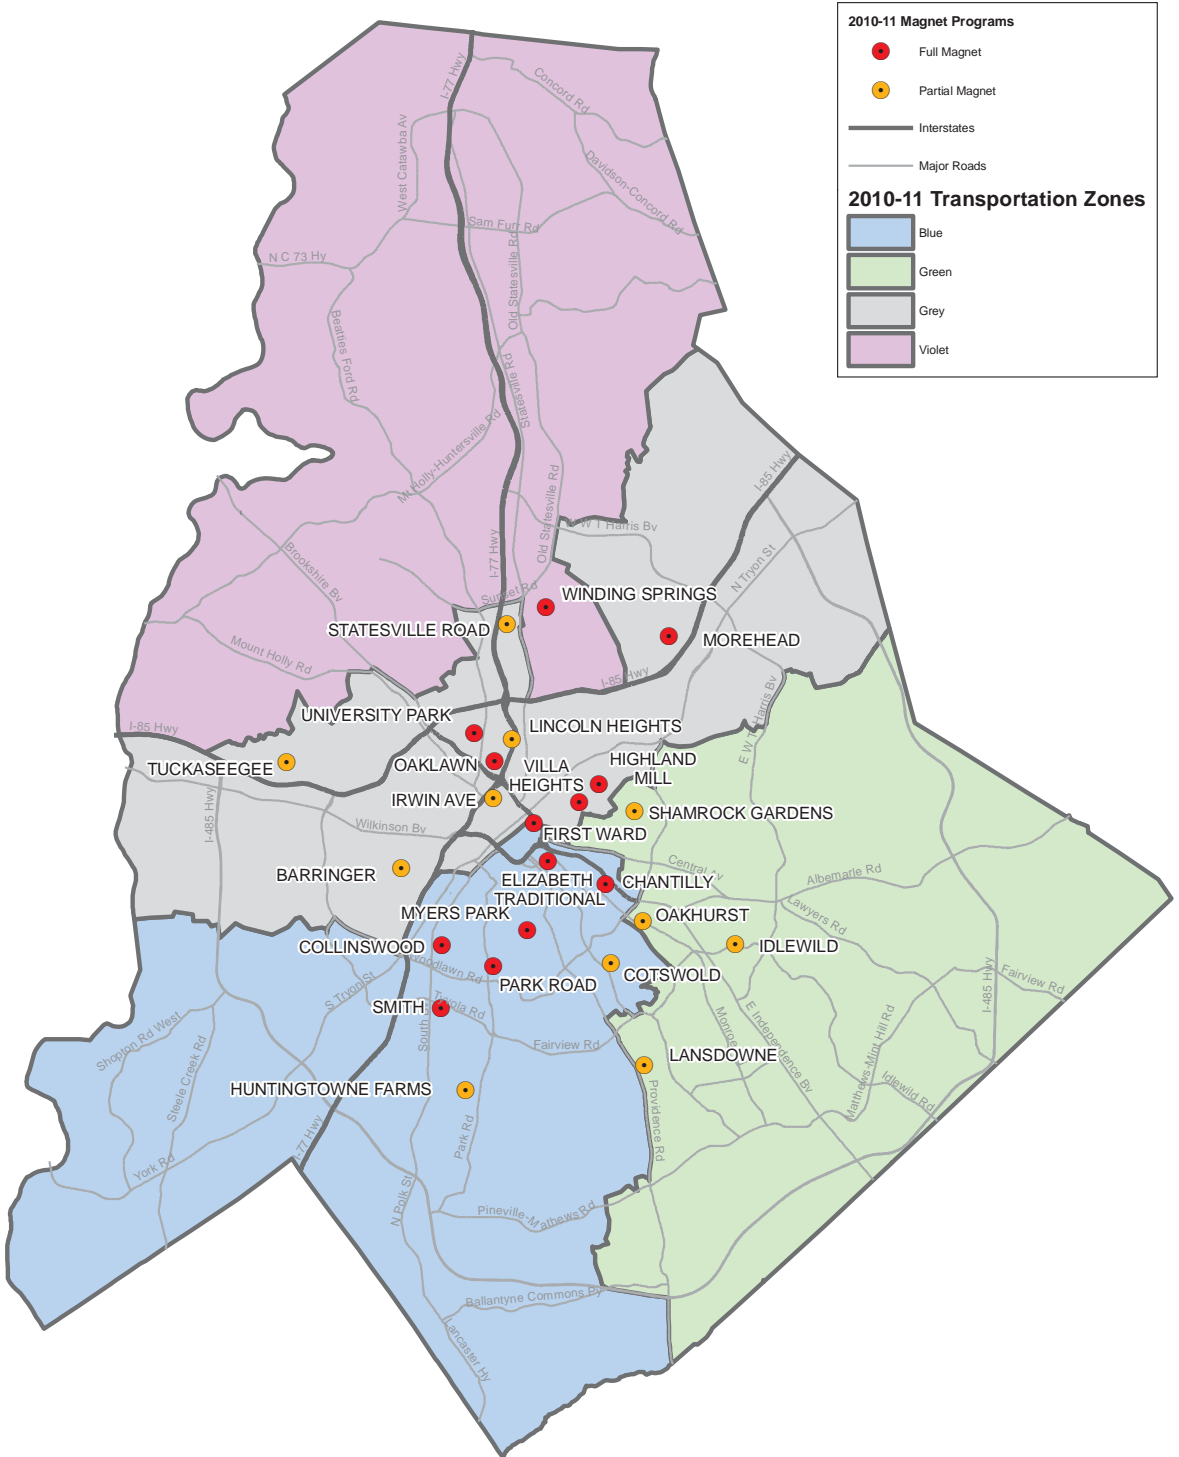 2010-11 Magnet Programs
Full Magnet
Partial Magnet
Interstates
Major Roads
2010-11 Transportation Zones
Blue
Green
Grey
Violet
I-77 Hwy
Concord Rd
West Catawba Av
Davidson-Concord Rd
Sam Furr Rd
N C 73 Hy
Old Statesville Rd
Beatties Ford Rd
Statesville Rd
Mt Holly-Huntersville Rd
I-85 Hwy
Old Statesville Rd
W W T Harris Bv
I-77 Hwy
Brookshire Bv
N Tryon St
Sunset Rd
WINDING SPRINGS
STATESVILLE ROAD
MOREHEAD
Mount Holly Rd
I-85 Hwy
E W T Harris Bv
UNIVERSITY PARK
LINCOLN HEIGHTS
I-85 Hwy
TUCKASEEGEE
OAKLAWN
VILLA
HEIGHTS
HIGHLAND
MILL
IRWIN AVE
I-485 Hwy
SHAMROCK GARDENS
Wilkinson Bv
FIRST WARD
BARRINGER
ELIZABETH
TRADITIONAL
CHANTILLY
Central Av
Albemarle Rd
MYERS PARK
OAKHURST
Lawyers Rd
COLLINSWOOD
IDLEWILD
Woodlawn Rd
PARK ROAD
COTSWOLD
I-485 Hwy
Fairview Rd
S Tryon St
SMITH
Tyvola Rd
South
Shopton Rd West
Steele Creek Rd
Fairview Rd
Monroe
E Independence Bv
Matthews-Mint Hill Rd
LANSDOWNE
Idlewild Rd
HUNTINGTOWNE FARMS
Providence Rd
I-77 Hwy
Park Rd
York Rd
N Polk St
Pineville-Mathews Rd
Ballantyne Commons Py
Lancaster Hy